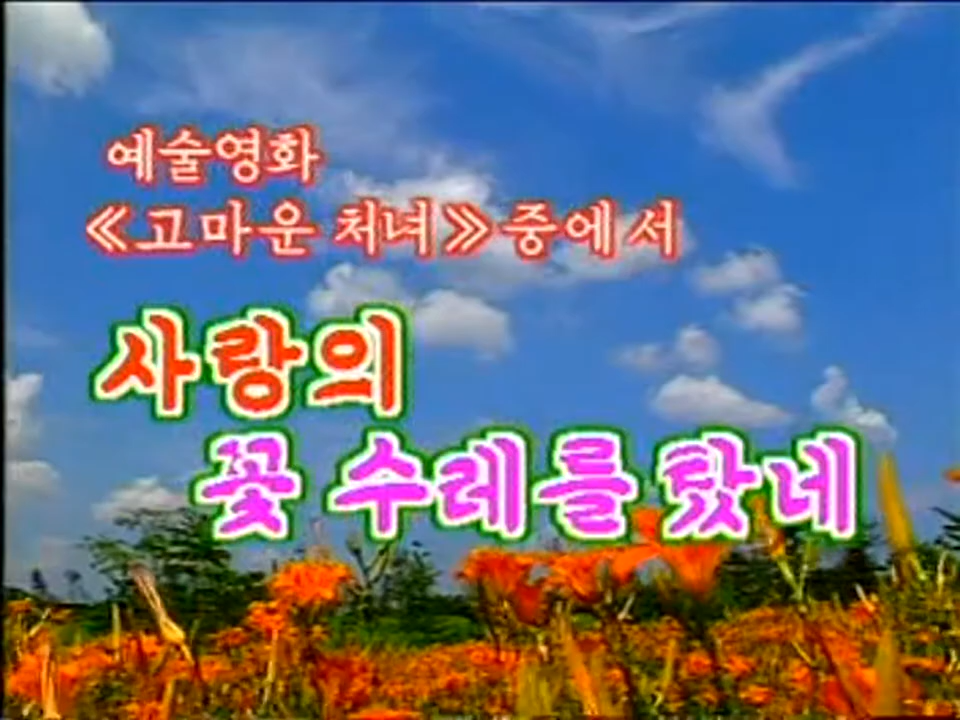 예술영화
《고마운 처녀》중에서
사랑의
꽃 수레를 탔네